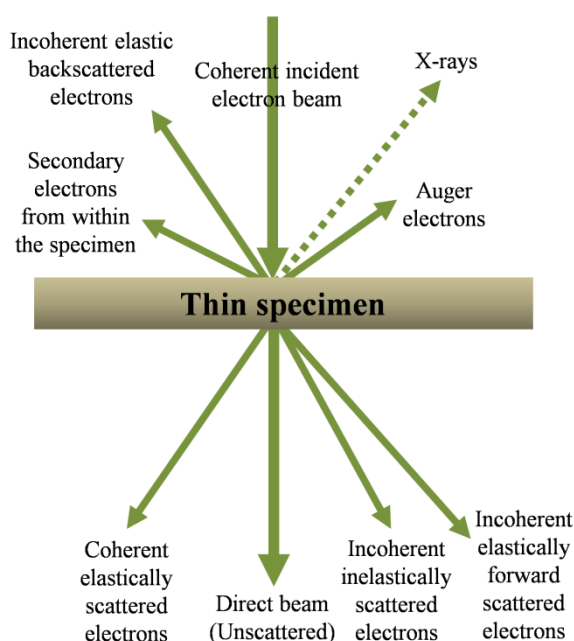 Incoherent elastic
backscattered
electrons
Coherent incident
electron beam
X-rays
Secondary
electrons
from within
the specimen
Auger
electrons
Thin specimen
Coherent
elastically
scattered
electrons
Direct beam
(Unscattered)
Incoherent
inelastically
scattered
electrons
Incoherent
elastically
forward
scattered
electrons